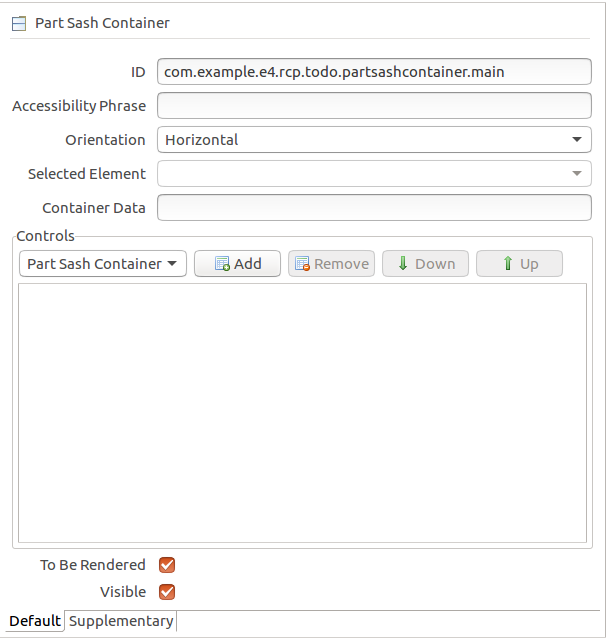 Part Sash Container
ID com.example.e4.rcp.todo.partsashcontainer.main
Accessibility Phrase
Orientation Horizontal
Selected Element
Container Data
Controls
Part Sash Container Add Remove Down Up
To Be Rendered
Visible
Default Supplementary